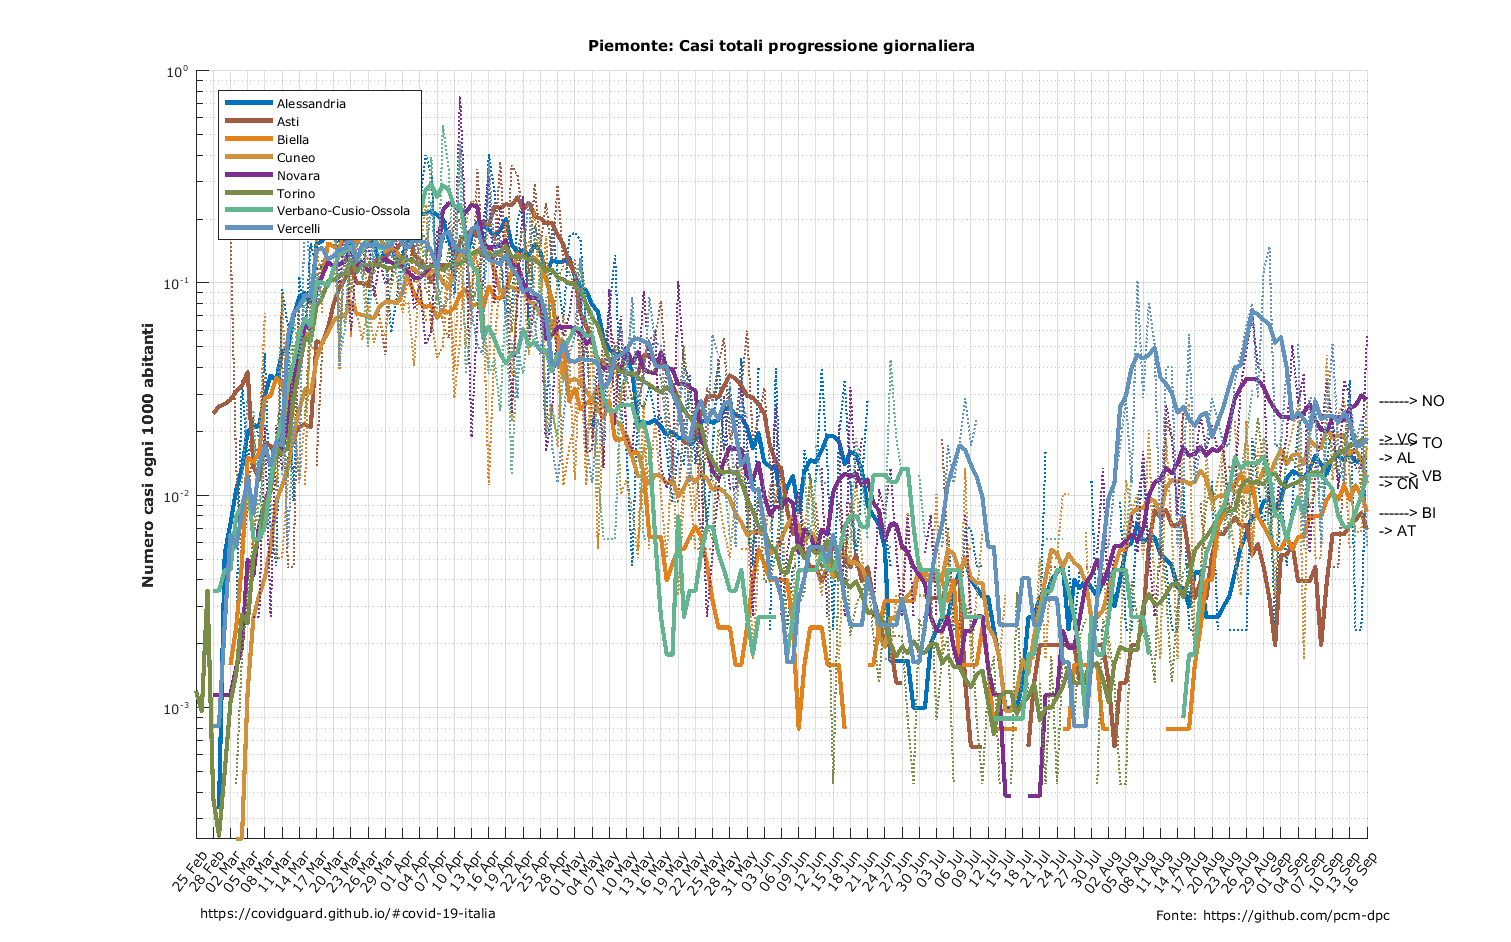 Piemonte: Casi totali progressione giornaliera
10^0
10^-1
10^-2
10^-3
Numero casi ogni 1000 abitanti
Alessandria
Asti
Biella
Cuneo
Novara
Torino
Verbano-Cusio-Ossola
Vercelli
------> NO
-> VC
------> TO
-> AL
------> VB
-> CN
------> BI
-> AT
25 Feb
28 Feb
02 Mar
05 Mar
08 Mar
11 Mar
14 Mar
17 Mar
20 Mar
23 Mar
26 Mar
29 Mar
01 Apr
04 Apr
07 Apr
10 Apr
13 Apr
16 Apr
19 Apr
22 Apr
25 Apr
28 Apr
01 May
04 May
07 May
10 May
13 May
16 May
19 May
22 May
25 May
28 May
31 May
03 Jun
06 Jun
09 Jun
12 Jun
15 Jun
18 Jun
21 Jun
24 Jun
27 Jun
30 Jun
03 Jul
06 Jul
09 Jul
12 Jul
15 Jul
18 Jul
21 Jul
24 Jul
27 Jul
30 Jul
02 Aug
05 Aug
08 Aug
11 Aug
14 Aug
17 Aug
20 Aug
23 Aug
26 Aug
29 Aug
01 Sep
04 Sep
07 Sep
10 Sep
13 Sep
16 Sep
https://covidguard.github.io/#covid-19-italia
Fonte: https://github.com/pcm-dpc